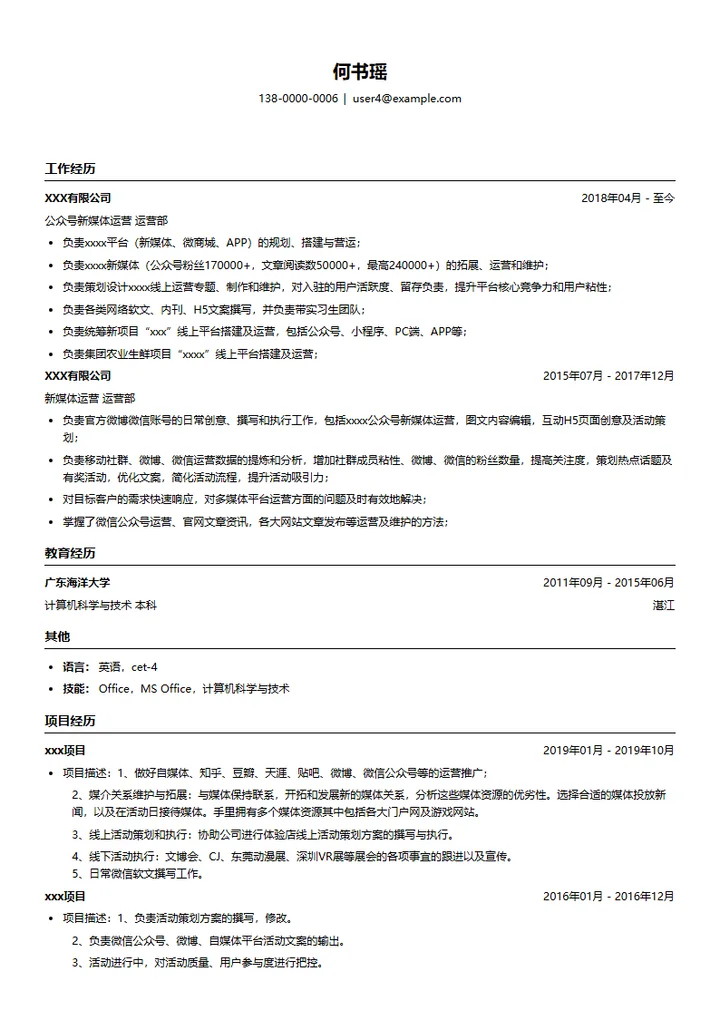 何书瑶
138-0000-0006 | user4@example.com
工作经历
XXX有限公司 2018年04月 - 至今
公众号新媒体运营 运营部
• 负责xxxx平台（新媒体、微商城、APP）的规划、搭建与营运；
• 负责xxxx新媒体（公众号粉丝170000+，文章阅读数50000+，最高240000+）的拓展、运营和维护；
• 负责策划设计xxxx线上运营专题、制作和维护，对入驻的用户活跃度、留存负责，提升平台核心竞争力和用户粘性；
• 负责各类网络软文、内刊、H5文案撰写，并负责带实习生团队；
• 负责统筹新项目“xxx”线上平台搭建及运营，包括公众号、小程序、PC端、APP等；
• 负责集团农业生鲜项目“xxxx”线上平台搭建及运营；
XXX有限公司 2015年07月 - 2017年12月
新媒体运营 运营部
• 负责官方微博微信账号的日常创意、撰写和执行工作，包括xxxx公众号新媒体运营，图文内容编辑，互动H5页面创意及活动策
划；
• 负责移动社群、微博、微信运营数据的提炼和分析，增加社群成员粘性、微博、微信的粉丝数量，提高关注度，策划热点话题及
有奖活动，优化文案，简化活动流程，提升活动吸引力；
• 对目标客户的需求快速响应，对多媒体平台运营方面的问题及时有效地解决；
• 掌握了微信公众号运营、官网文章资讯，各大网站文章发布等运营及维护的方法；
教育经历
广东海洋大学 2011年09月 - 2015年06月
计算机科学与技术 本科 湛江
其他
• 语言： 英语，cet-4
• 技能： Office，MS Office，计算机科学与技术
项目经历
xxx项目 2019年01月 - 2019年10月
• 项目描述：1、做好自媒体、知乎、豆瓣、天涯、贴吧、微博、微信公众号等的运营推广；
2、媒介关系维护与拓展：与媒体保持联系，开拓和发展新的媒体关系，分析这些媒体资源的优劣性。选择合适的媒体投放新
闻，以及在活动日接待媒体。手里拥有多个媒体资源其中包括各大门户网及游戏网站。
3、线上活动策划和执行：协助公司进行体验店线上活动策划方案的撰写与执行。
4、线下活动执行：文博会、CJ、东莞动漫展、深圳VR展等展会的各项事宜的跟进以及宣传。
5、日常微信软文撰写工作。
xxx项目 2016年01月 - 2016年12月
• 项目描述：1、负责活动策划方案的撰写，修改。
2、负责微信公众号、微博、自媒体平台活动文案的输出。
3、活动进行中，对活动质量、用户参与度进行把控。